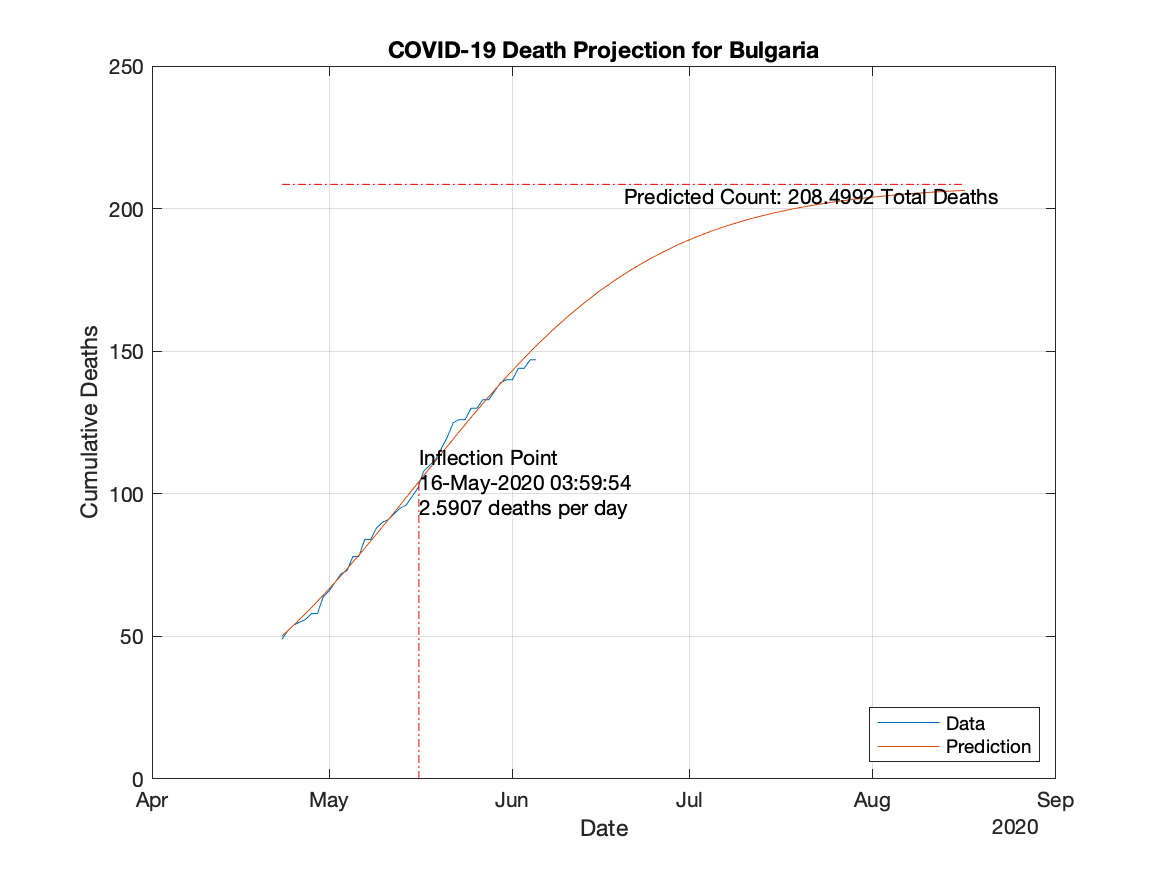 COVID-19 Death Projection for Bulgaria
250
200
150
100
50
0
Cumulative Deaths
Predicted Count: 208.4992 Total Deaths
Inflection Point
16-May-2020 03:59:54
2.5907 deaths per day
Data
Prediction
Apr May Jun Jul Aug Sep
Date
2020